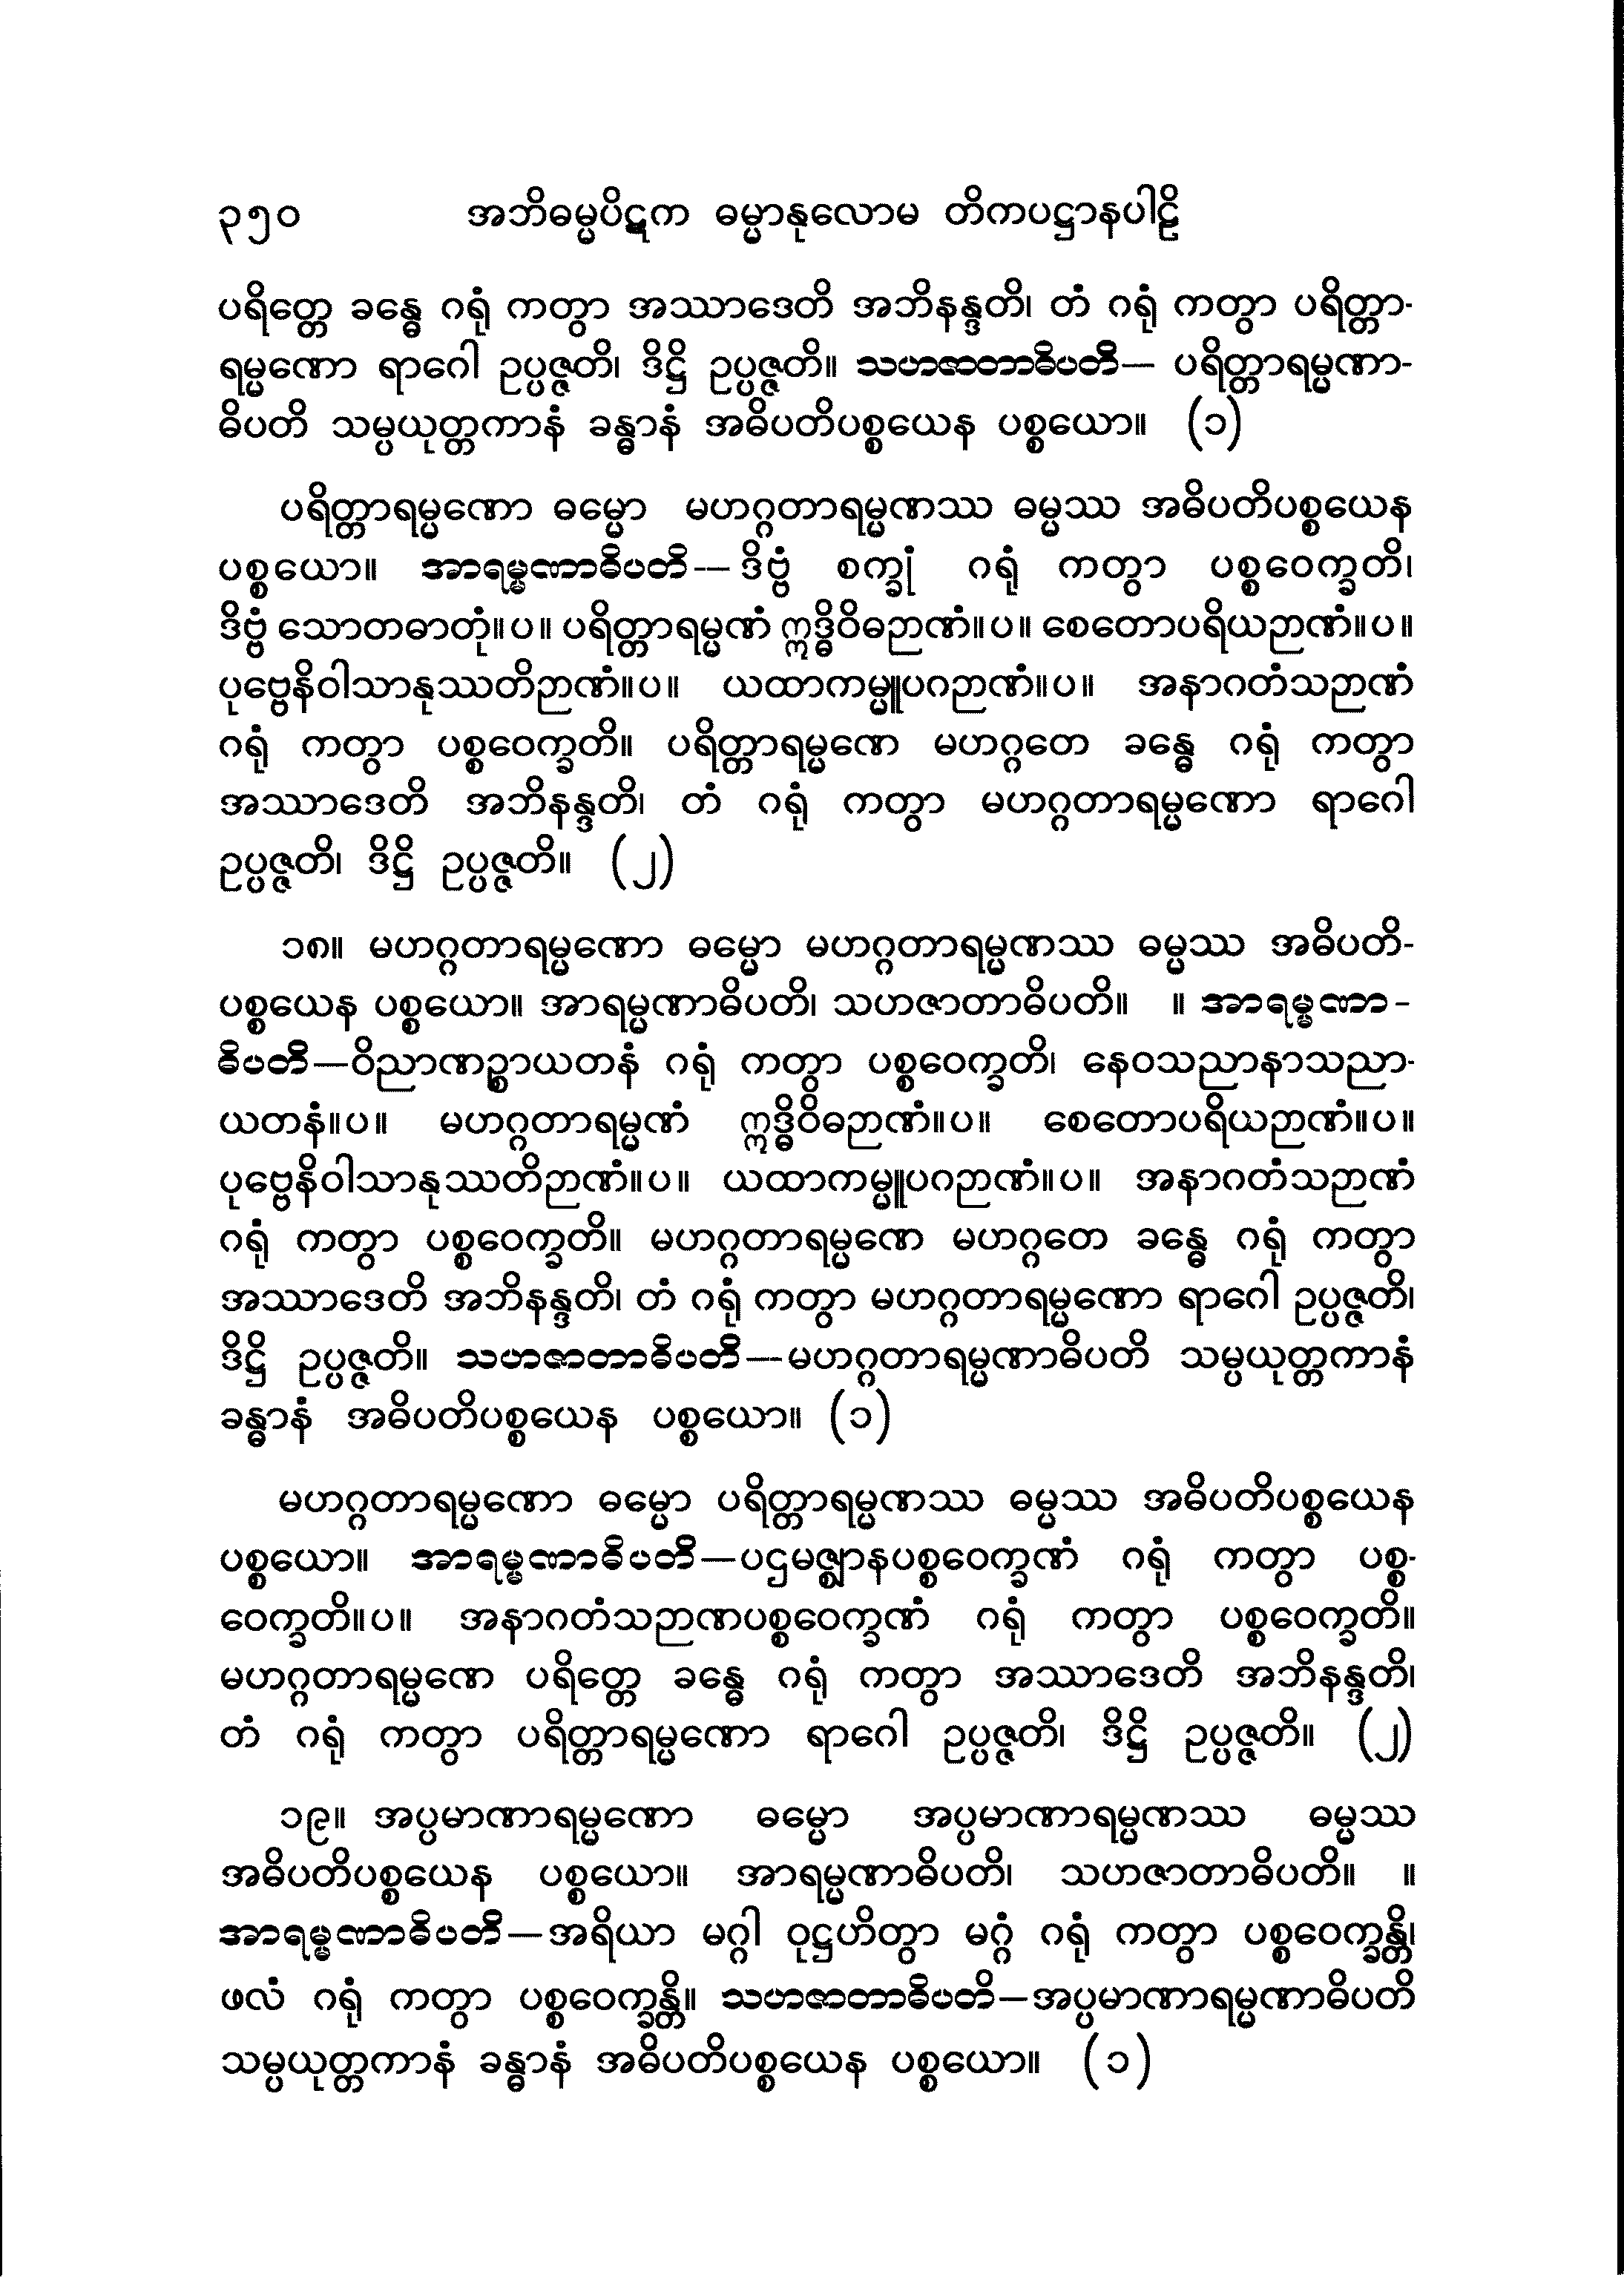 ၃၅၀ အဘိဓမ္မပိဋက ဓမ္မာနုလောမ တိကပဋ္ဌာနပါဠိ
ပရိတ္တေ ခန္ဓေ ဂရုံ ကတွာ အဿာဒေတိ အဘိနန္ဒတိ၊ တံ ဂရုံ ကတွာ ပရိတ္တာ-
ရမ္မဏော ရာဂေါ ဥပ္ပဇ္ဇတိ၊ ဒိဋ္ဌိ ဥပ္ပဇ္ဇတိ။ သဟဇာတာဓိပတိ— ပရိတ္တာရမ္မဏာ-
ဓိပတိ သမ္ပယုတ္တကာနံ ခန္ဓာနံ အဓိပတိပစ္စယေန ပစ္စယော။ (၁)
ပရိတ္တာရမ္မဏော ဓမ္မော မဟဂ္ဂတာရမ္မဏဿ ဓမ္မဿ အဓိပတိပစ္စယေန
ပစ္စယော။ အာရမ္မဏာဓိပတိ— ဒိဗ္ဗံ စက္ခုံ ဂရုံ ကတွာ ပစ္စဝေက္ခတိ၊
ဒိဗ္ဗံ သောတဓာတုံ။ပ။ ပရိတ္တာရမ္မဏံ ဣဒ္ဓိဝိဓဉာဏံ။ပ။ စေတောပရိယဉာဏံ။ပ။
ပုဗ္ဗေနိဝါသာနုဿတိဉာဏံ။ပ။ ယထာကမ္မူပဂဉာဏံ။ပ။ အနာဂတံသဉာဏံ
ဂရုံ ကတွာ ပစ္စဝေက္ခတိ။ ပရိတ္တာရမ္မဏေ မဟဂ္ဂတေ ခန္ဓေ ဂရုံ ကတွာ
အဿာဒေတိ အဘိနန္ဒတိ၊ တံ ဂရုံ ကတွာ မဟဂ္ဂတာရမ္မဏော ရာဂေါ
ဥပ္ပဇ္ဇတိ၊ ဒိဋ္ဌိ ဥပ္ပဇ္ဇတိ။ (၂)
၁၈။ မဟဂ္ဂတာရမ္မဏော ဓမ္မော မဟဂ္ဂတာရမ္မဏဿ ဓမ္မဿ အဓိပတိ-
ပစ္စယေန ပစ္စယော။ အာရမ္မဏာဓိပတိ၊ သဟဇာတာဓိပတိ။ ။ အာရမ္မဏာ-
ဓိပတိ—ဝိညာဏဉ္စာယတနံ ဂရုံ ကတွာ ပစ္စဝေက္ခတိ၊ နေဝသညာနာသညာ-
ယတနံ။ပ။ မဟဂ္ဂတာရမ္မဏံ ဣဒ္ဓိဝိဓဉာဏံ။ပ။ စေတောပရိယဉာဏံ။ပ။
ပုဗ္ဗေနိဝါသာနုဿတိဉာဏံ။ပ။ ယထာကမ္မူပဂဉာဏံ။ပ။ အနာဂတံသဉာဏံ
ဂရုံ ကတွာ ပစ္စဝေက္ခတိ။ မဟဂ္ဂတာရမ္မဏေ မဟဂ္ဂတေ ခန္ဓေ ဂရုံ ကတွာ
အဿာဒေတိ အဘိနန္ဒတိ၊ တံ ဂရုံ ကတွာ မဟဂ္ဂတာရမ္မဏော ရာဂေါ ဥပ္ပဇ္ဇတိ၊
ဒိဋ္ဌိ ဥပ္ပဇ္ဇတိ။ သဟဇာတာဓိပတိ—မဟဂ္ဂတာရမ္မဏာဓိပတိ သမ္ပယုတ္တကာနံ
ခန္ဓာနံ အဓိပတိပစ္စယေန ပစ္စယော။ (၁)
မဟဂ္ဂတာရမ္မဏော ဓမ္မော ပရိတ္တာရမ္မဏဿ ဓမ္မဿ အဓိပတိပစ္စယေန
ပစ္စယော။ အာရမ္မဏာဓိပတိ—ပဌမဇ္ဈာနပစ္စဝေက္ခဏံ ဂရုံ ကတွာ ပစ္စ-
ဝေက္ခတိ။ပ။ အနာဂတံသဉာဏပစ္စဝေက္ခဏံ ဂရုံ ကတွာ ပစ္စဝေက္ခတိ။
မဟဂ္ဂတာရမ္မဏေ ပရိတ္တေ ခန္ဓေ ဂရုံ ကတွာ အဿာဒေတိ အဘိနန္ဒတိ၊
တံ ဂရုံ ကတွာ ပရိတ္တာရမ္မဏော ရာဂေါ ဥပ္ပဇ္ဇတိ၊ ဒိဋ္ဌိ ဥပ္ပဇ္ဇတိ။ (၂)
၁၉။ အပ္ပမာဏာရမ္မဏော ဓမ္မော အပ္ပမာဏာရမ္မဏဿ ဓမ္မဿ
အဓိပတိပစ္စယေန ပစ္စယော။ အာရမ္မဏာဓိပတိ၊ သဟဇာတာဓိပတိ။ ။
အာရမ္မဏာဓိပတိ—အရိယာ မဂ္ဂါ ဝုဋ္ဌဟိတွာ မဂ္ဂံ ဂရုံ ကတွာ ပစ္စဝေက္ခန္တိ၊
ဖလံ ဂရုံ ကတွာ ပစ္စဝေက္ခန္တိ။ သဟဇာတာဓိပတိ—အပ္ပမာဏာရမ္မဏာဓိပတိ
သမ္ပယုတ္တကာနံ ခန္ဓာနံ အဓိပတိပစ္စယေန ပစ္စယော။ (၁)